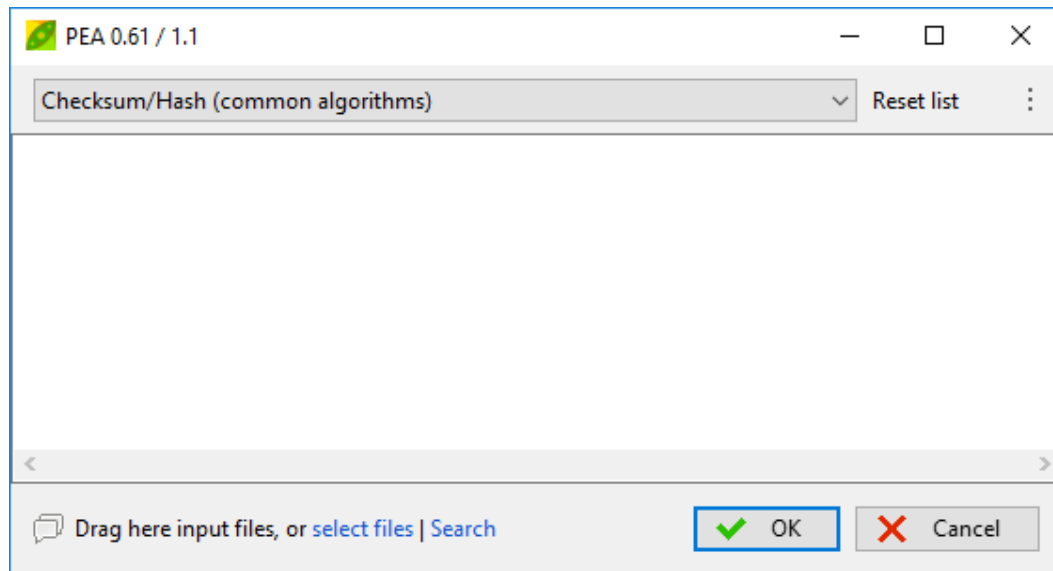 PEA 0.61 / 1.1
Checksum/Hash (common algorithms) Reset list
Drag here input files, or select files | Search OK Cancel